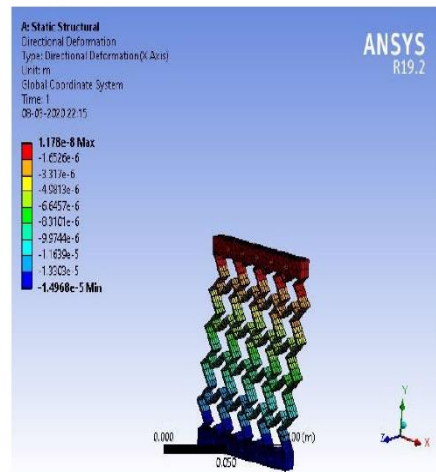 A: Static Structural
Directional Deformation
Type: Directional Deformation(X Axis)
Unit: m
Global Coordinate System
Time: 1
08-03-2020 22:15
ANSYS
R19.2
1.178e-8 Max
-1.6526e-6
-3.317e-6
-4.9813e-6
-6.6457e-6
-8.3101e-6
-9.9744e-6
-1.1639e-5
-1.3303e-5
-1.4968e-5 Min
0.000
.00 (m)
0.050
Y
Z
X